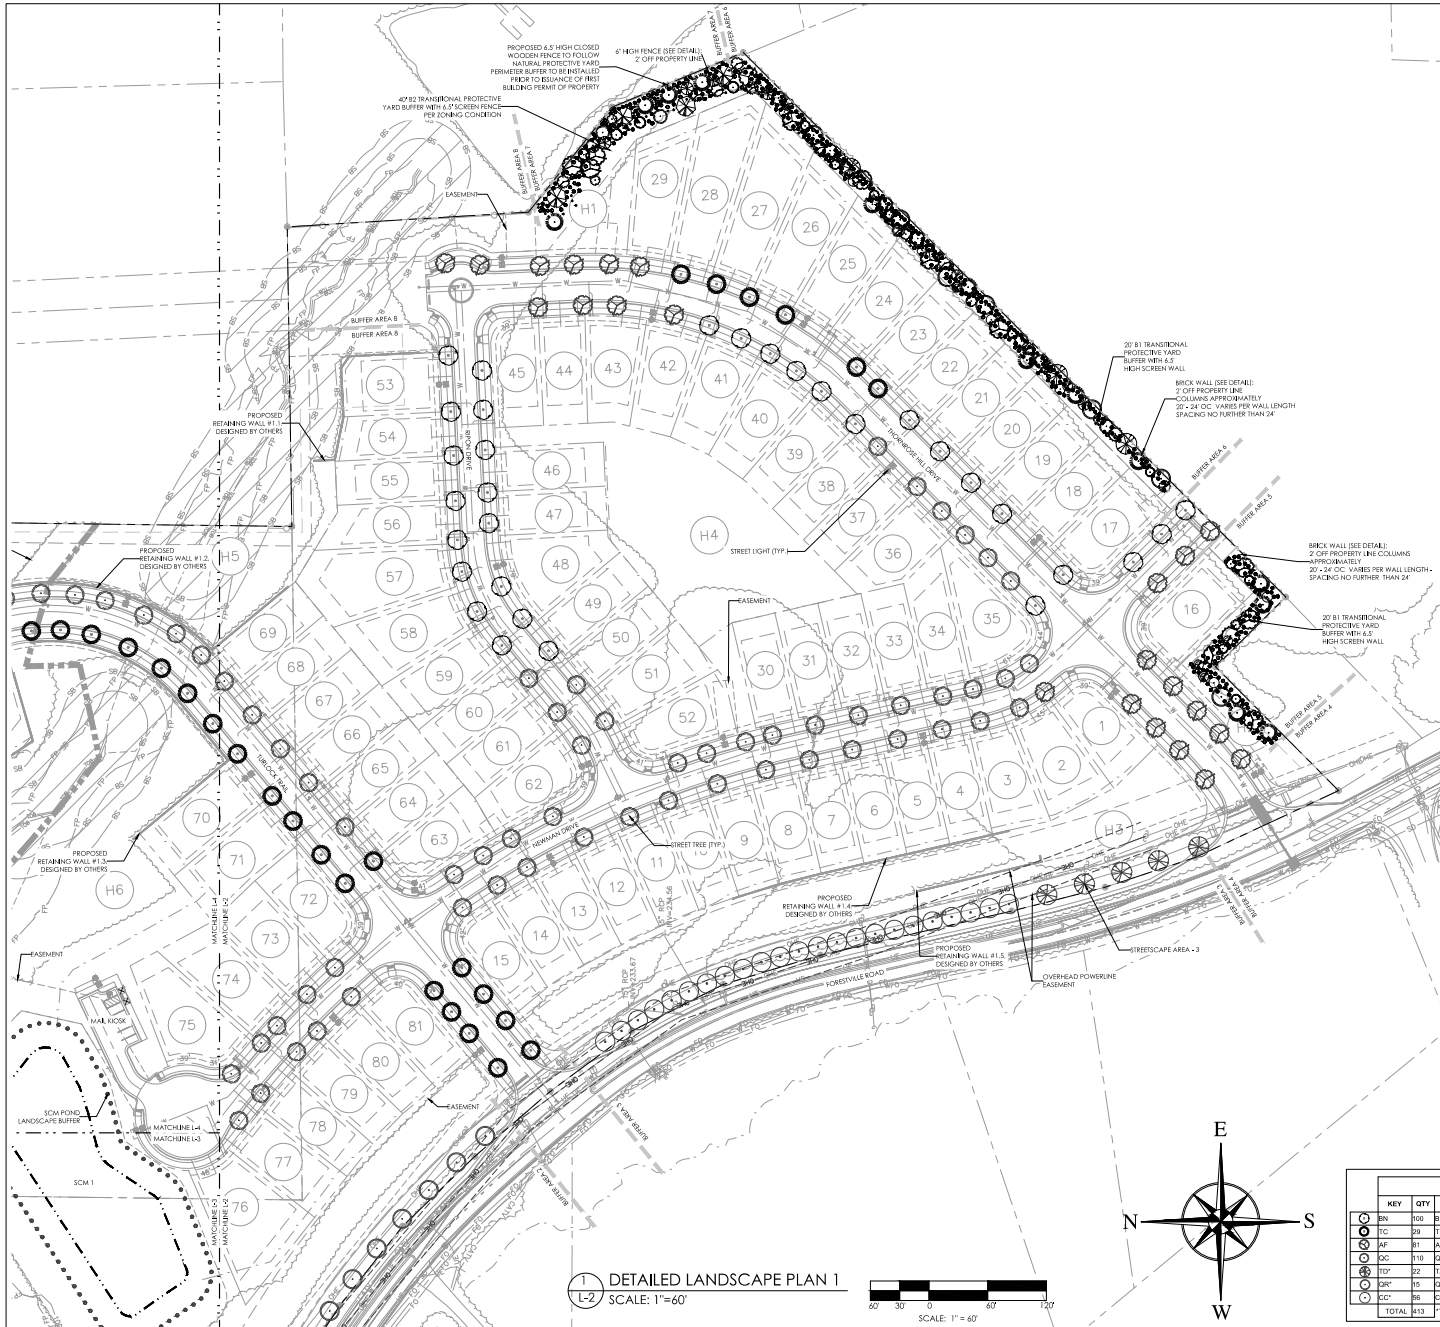 PROPOSED 6.5' HIGH CLOSED
WOODEN FENCE TO FOLLOW
NATURAL PROTECTIVE YARD
PERIMETER BUFFER TO BE INSTALLED
PRIOR TO ISSUANCE OF FIRST
BUILDING PERMIT OF PROPERTY
6' HIGH FENCE (SEE DETAIL);
2' OFF PROPERTY LINE
BUFFER AREA 7
BUFFER AREA 6
40' B2 TRANSITIONAL PROTECTIVE
YARD BUFFER WITH 6.5' SCREEN FENCE
PER ZONING CONDITION
BUFFER AREA 8
BUFFER AREA 7
EASEMENT
H1
29
28
27
26
25
24
23
22
21
20
19
18
17
16
BUFFER AREA 8
BUFFER AREA 8
45
44
43
42
41
40
39
38
37
36
35
53
54
55
56
57
58
59
60
61
62
63
64
65
66
67
68
69
46
47
48
49
50
51
52
H4
H5
RIPON DRIVE
THORNROSE HILL DRIVE
20' B1 TRANSITIONAL
PROTECTIVE YARD
BUFFER WITH 6.5'
HIGH SCREEN WALL
BRICK WALL (SEE DETAIL);
2' OFF PROPERTY LINE
COLUMNS APPROXIMATELY
20' - 24' OC VARIES PER WALL LENGTH
SPACING NO FURTHER THAN 24'
PROPOSED
RETAINING WALL #1.1,
DESIGNED BY OTHERS
BUFFER AREA 6
BUFFER AREA 5
STREET LIGHT (TYP.)
PROPOSED
RETAINING WALL #1.2,
DESIGNED BY OTHERS
BRICK WALL (SEE DETAIL);
2' OFF PROPERTY LINE COLUMNS
APPROXIMATELY
20' - 24' OC VARIES PER WALL LENGTH -
SPACING NO FURTHER THAN 24'
EASEMENT
20' B1 TRANSITIONAL
PROTECTIVE YARD
BUFFER WITH 6.5'
HIGH SCREEN WALL
30
31
32
33
34
BUFFER AREA 5
BUFFER AREA 4
1
2
3
4
5
6
7
8
9
10
11
12
13
14
15
H3
TURLOCK TRAIL
NEWMAN DRIVE
STREET TREE (TYP.)
PROPOSED
RETAINING WALL #1.3,
DESIGNED BY OTHERS
70
71
72
73
74
75
H6
MATCHLINE L-4
MATCHLINE L-2
PROPOSED
RETAINING WALL #1.4,
DESIGNED BY OTHERS
15" RCP
INV=234.56
15" RCP
INV=233.67
BUFFER AREA 3
BUFFER AREA 4
STREETSCAPE AREA - 3
PROPOSED
RETAINING WALL #1.5,
DESIGNED BY OTHERS
OVERHEAD POWERLINE
EASEMENT
FORESTVILLE ROAD
EASEMENT
MAIL KIOSK
81
80
79
78
77
76
EASEMENT
SCM POND
LANDSCAPE BUFFER
MATCHLINE L-4
MATCHLINE L-3
SCM 1
MATCHLINE L-3
MATCHLINE L-2
BUFFER AREA 3
BUFFER AREA 2
E
N
S
W
1
L-2
DETAILED LANDSCAPE PLAN 1
SCALE: 1"=60'
60' 30' 0 60' 120'
SCALE: 1" = 60'
KEY QTY
BN 100 B
TC 29 T
AF 81 A
QC 110 Q
TD* 22 T
QR* 15 Q
CC* 56 C
TOTAL 413